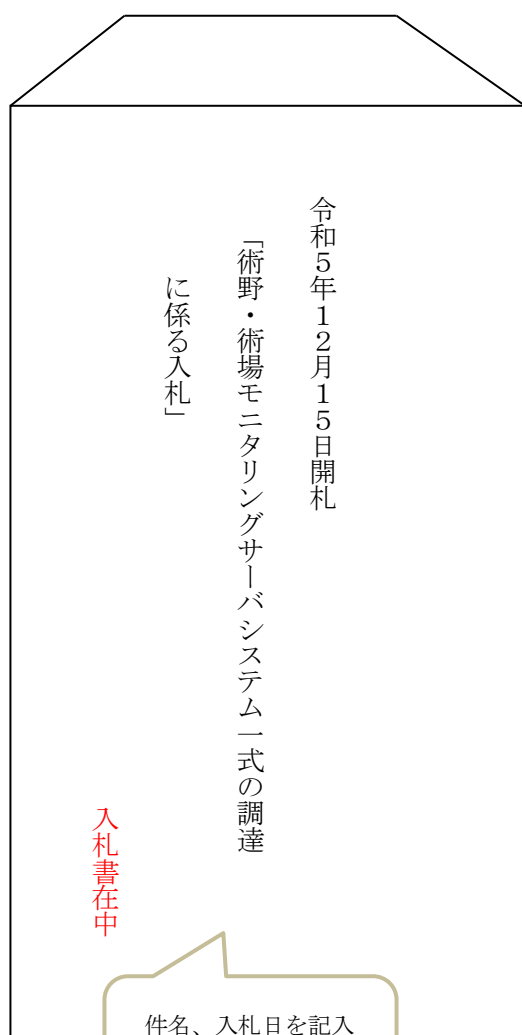 令和５年１２月１５日開札
「術野・術場モニタリングサーバシステム一式の調達
に係る入札」
入札書在中
件名、入札日を記入